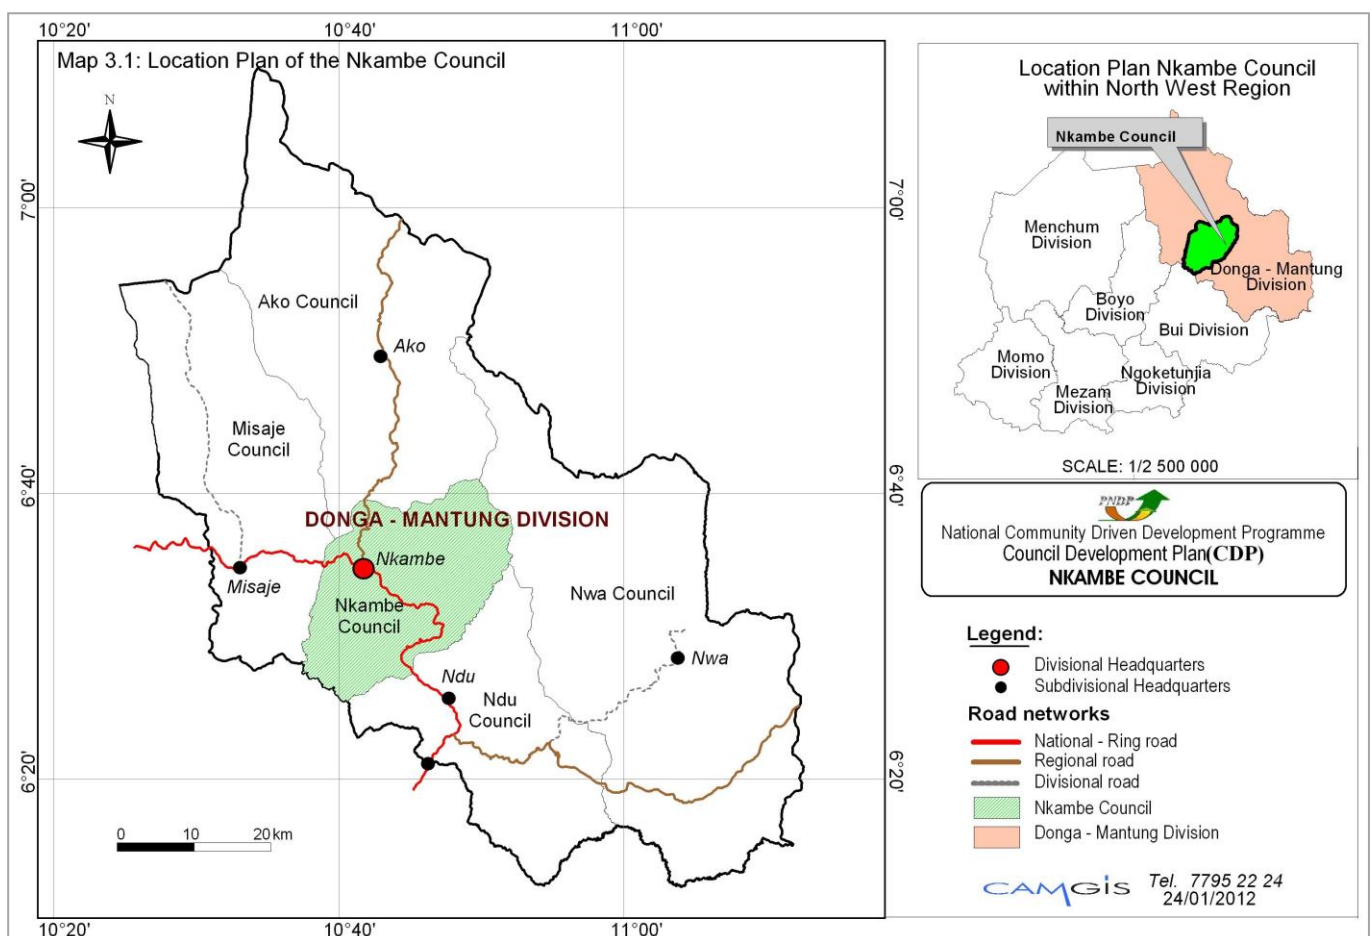 10°20'
10°40'
11°00'
Map 3.1: Location Plan of the Nkambe Council
N
7°00'
7°00'
Ako Council
Ako
Misaje
Council
6°40'
6°40'
DONGA - MANTUNG DIVISION
Nkambe
Misaje
Nkambe
Council
Nwa Council
Nwa
Ndu
Ndu
Council
6°20'
6°20'
0 10 20 km
10°20'
10°40'
11°00'
Location Plan Nkambe Council
within North West Region
Nkambe Council
Menchum
Division
Donga - Mantung
Division
Boyo
Division
Bui Division
Momo
Division
Ngoketunjia
Division
Mezam
Division
SCALE: 1/2 500 000
PNDP
National Community Driven Development Programme
Council Development Plan(CDP)
NKAMBE COUNCIL
Legend:
Divisional Headquarters
Subdivisional Headquarters
Road networks
National - Ring road
Regional road
Divisional road
Nkambe Council
Donga - Mantung Division
CAMGIS
Tel. 7795 22 24
24/01/2012